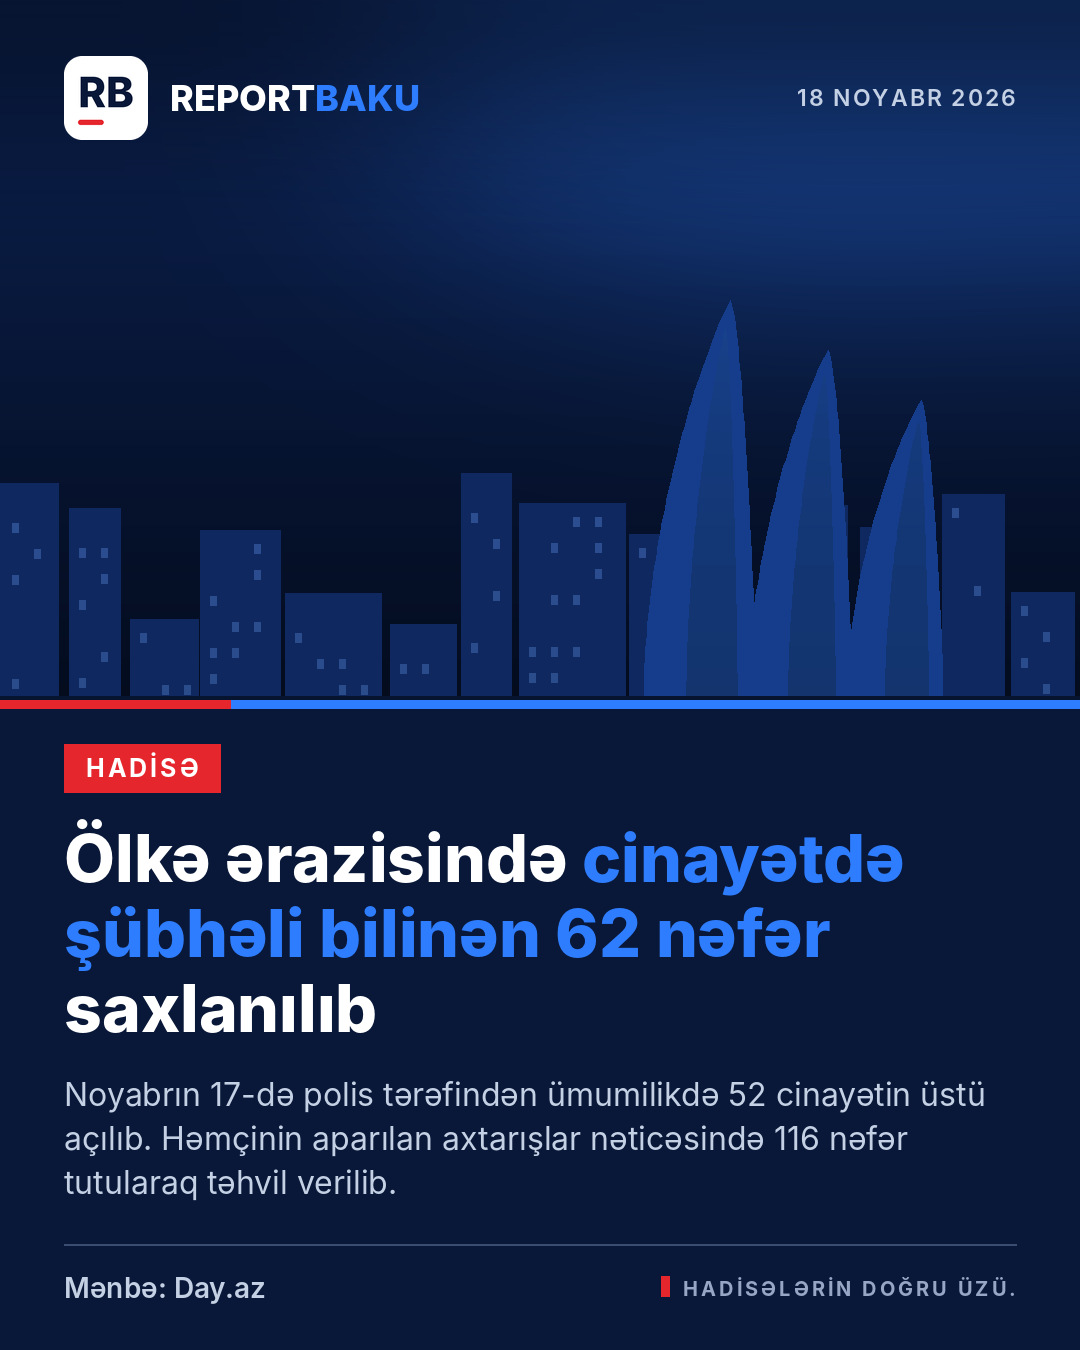 RB
REPORTBAKU
18 NOYABR 2026
HADİSƏ
Ölkə ərazisində cinayətdə
şübhəli bilinən 62 nəfər
saxlanılıb
Noyabrın 17-də polis tərəfindən ümumilikdə 52 cinayətin üstü
açılıb. Həmçinin aparılan axtarışlar nəticəsində 116 nəfər
tutularaq təhvil verilib.
Mənbə: Day.az
HADİSƏLƏRİN DOĞRU ÜZÜ.